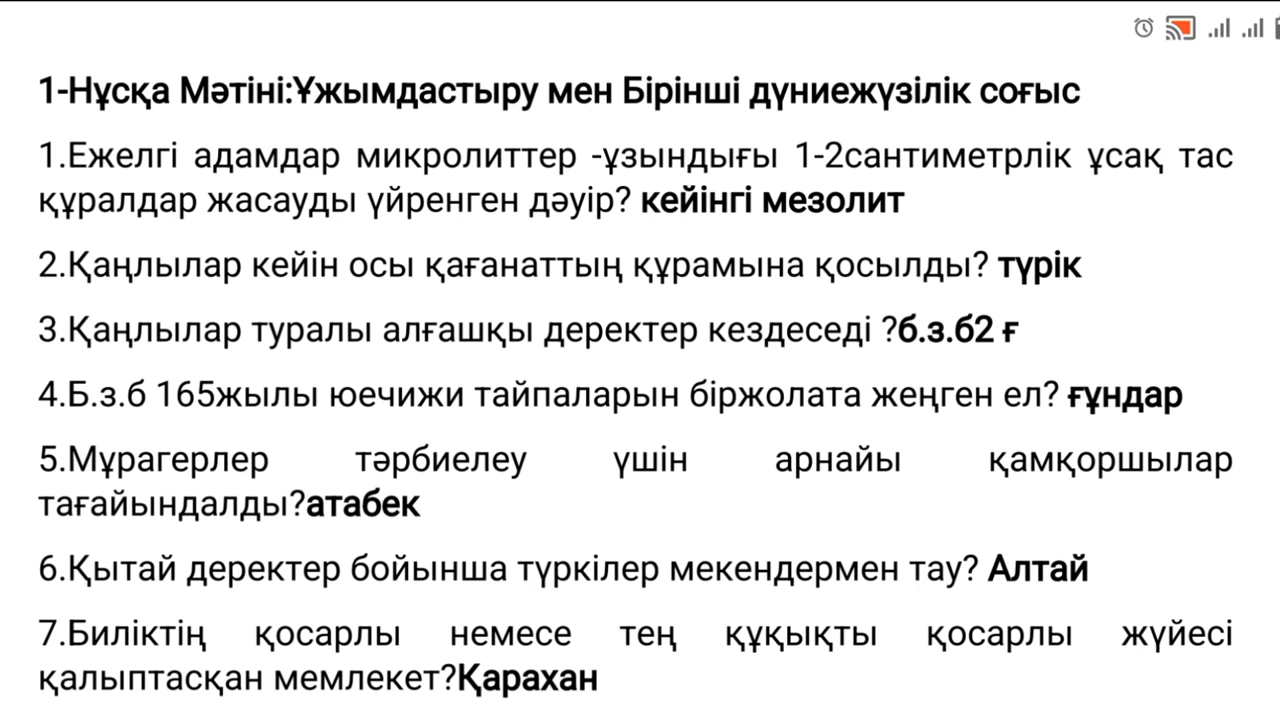 1-Нұсқа Мәтіні:Ұжымдастыру мен Бірінші дүниежүзілік соғыс
1.Ежелгі адамдар микролиттер -ұзындығы 1-2сантиметрлік ұсақ тас
құралдар жасауды үйренген дәуір? кейінгі мезолит
2.Қаңлылар кейін осы қағанаттың құрамына қосылды? түрік
3.Қаңлылар туралы алғашқы деректер кездеседі ?б.з.б2 ғ
4.Б.з.б 165жылы юечижи тайпаларын біржолата жеңген ел? ғұндар
5.Мұрагерлер тәрбиелеу үшін арнайы қамқоршылар
тағайындалды?атабек
6.Қытай деректер бойынша түркілер мекендермен тау? Алтай
7.Биліктің қосарлы немесе тең құқықты қосарлы жүйесі
қалыптасқан мемлекет?Қарахан